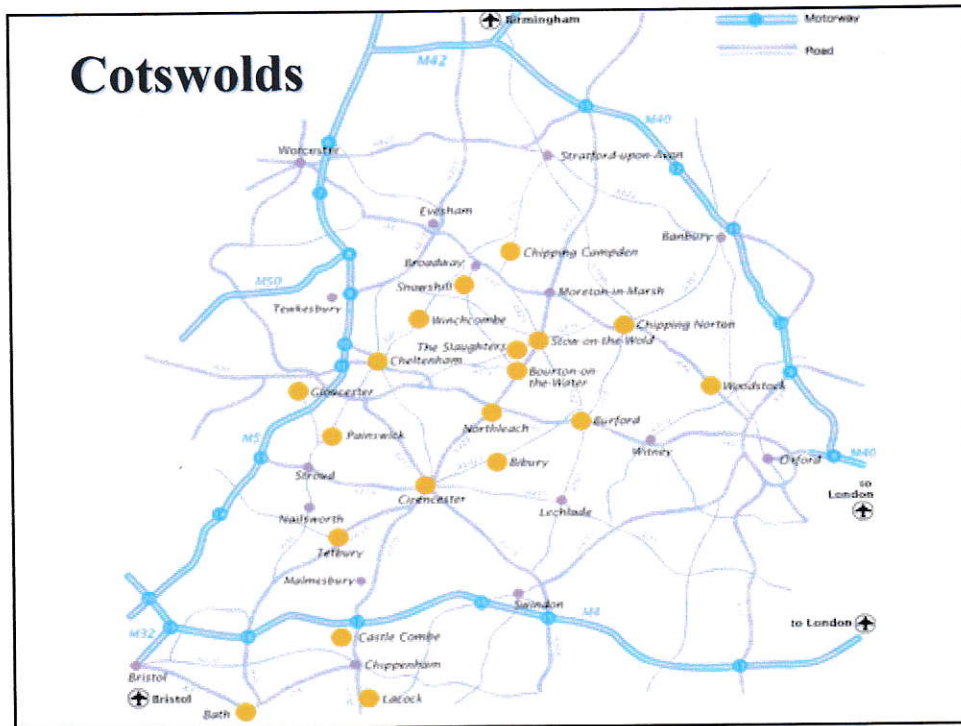 Birmingham
Motorway
Road
Cotswolds
M42
M40
Worcester
Stratford-upon-Avon
Evesham
Banbury
Chipping Campden
Broadway
M50
Snowshill
Moreton-in-Marsh
Tewkesbury
Winchcombe
Chipping Norton
The Slaughters
Stow-on-the-Wold
Cheltenham
Bourton-on
the-Water
Woodstock
Gloucester
Northleach
Burford
M5
Painswick
Witney
Bibury
Oxford
M40
Stroud
to
London
Cirencester
Lechlade
Nailsworth
Tetbury
Malmesbury
Swindon
M4
to London
M32
Castle Combe
Chippenham
Bristol
Bristol
Lacock
Bath